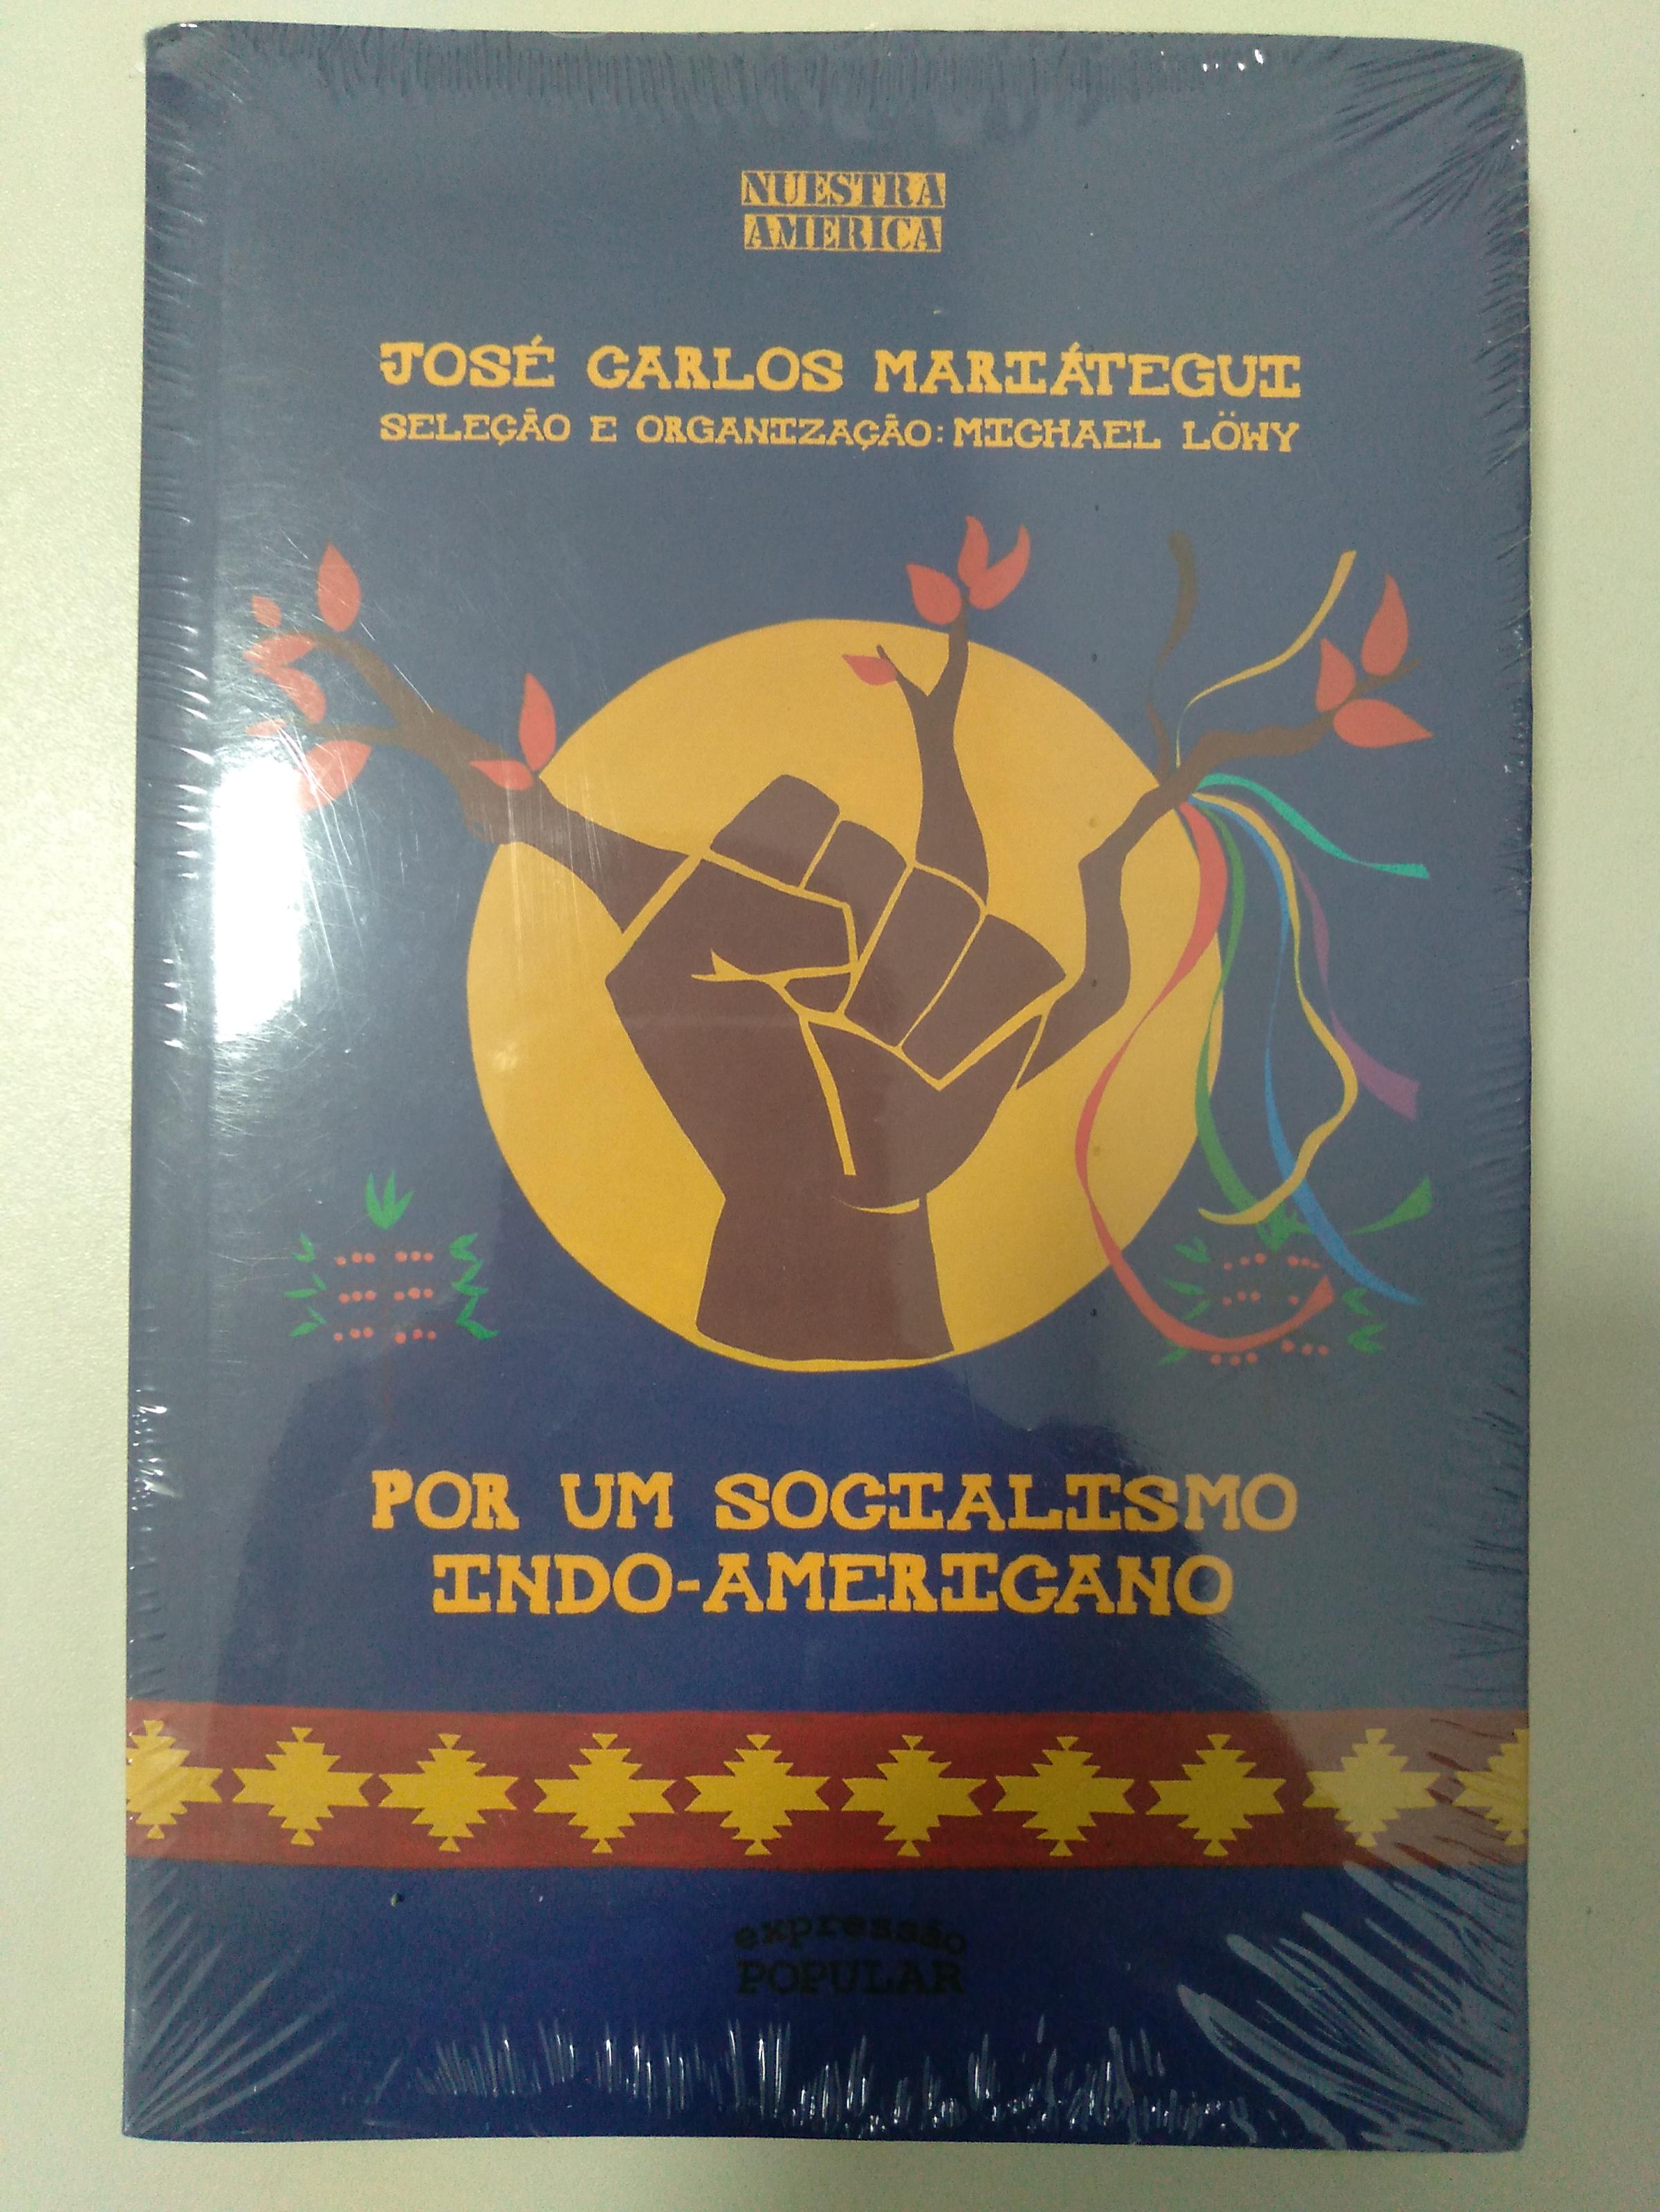 NUESTRA
AMERICA
JOSÉ CARLOS MARIÁTEGUI
SELEÇÃO E ORGANIZAÇÃO: MICHAEL LÖWY
POR UM SOCIALISMO
INDO-AMERICANO
expressão
POPULAR